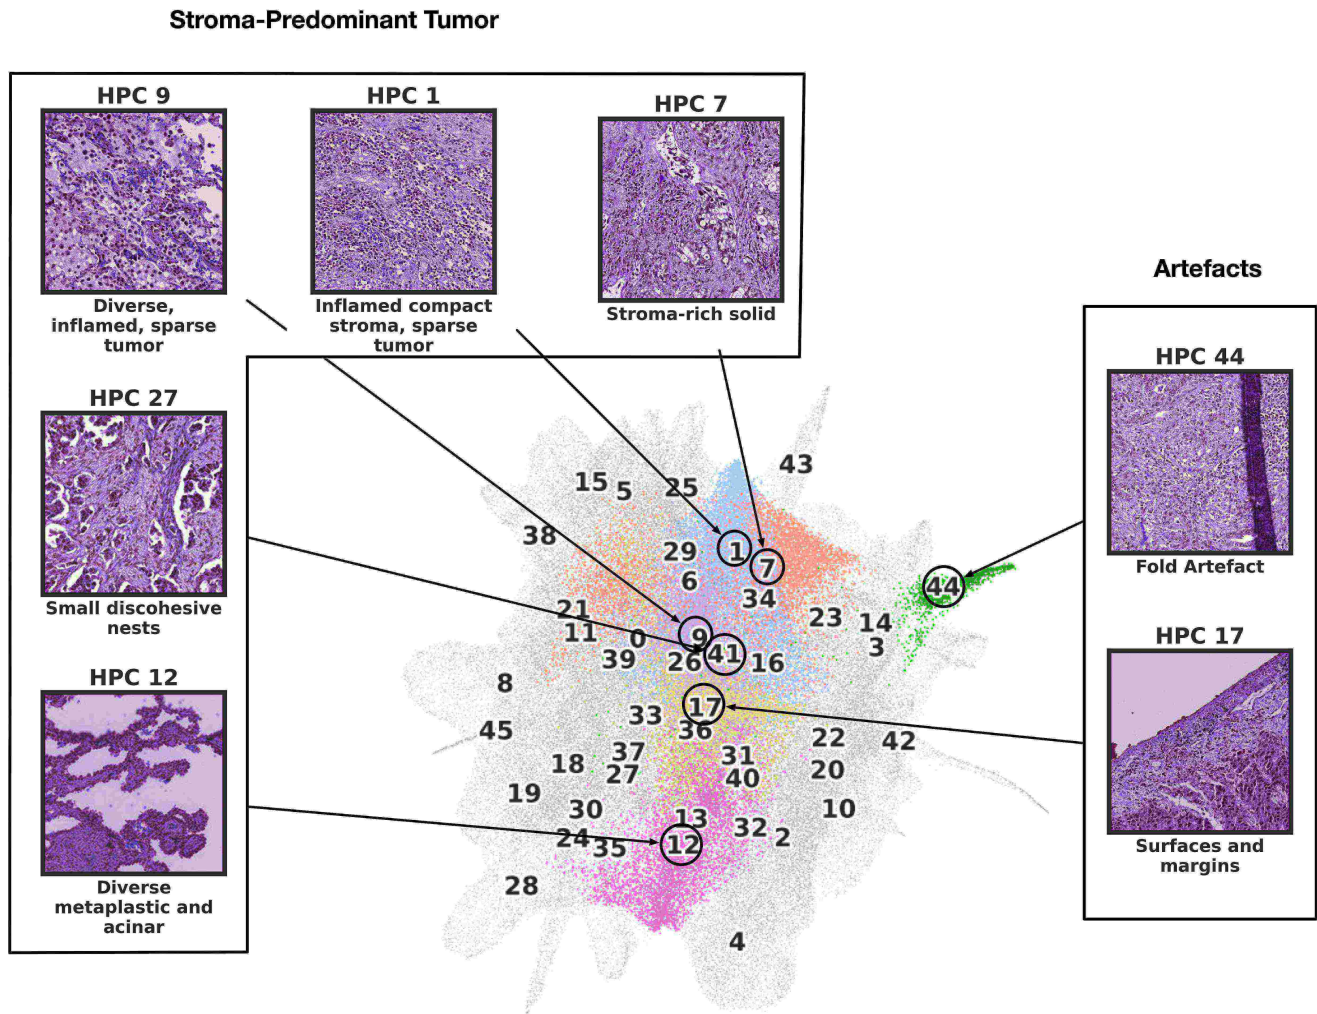 Stroma-Predominant Tumor
HPC 9
Diverse,
inflamed, sparse
tumor
HPC 1
Inflamed compact
stroma, sparse
tumor
HPC 7
Stroma-rich solid
HPC 27
Small discohesive
nests
HPC 12
Diverse
metaplastic and
acinar
Artefacts
HPC 44
Fold Artefact
HPC 17
Surfaces and
margins
43
15
5
25
38
29
1
7
6
44
34
21
23
14
11
0
9
3
39
26
41
16
8
17
33
36
45
22
42
37
31
18
27
40
20
19
30
10
13
32
2
24
35
12
28
4